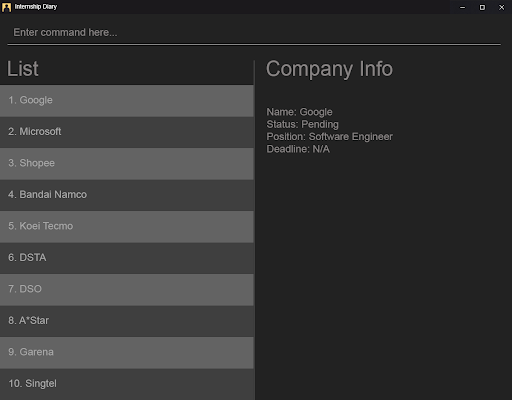 Internship Diary
Enter command here...
List
1. Google
2. Microsoft
3. Shopee
4. Bandai Namco
5. Koei Tecmo
6. DSTA
7. DSO
8. A*Star
9. Garena
10. Singtel
Company Info
Name: Google
Status: Pending
Position: Software Engineer
Deadline: N/A